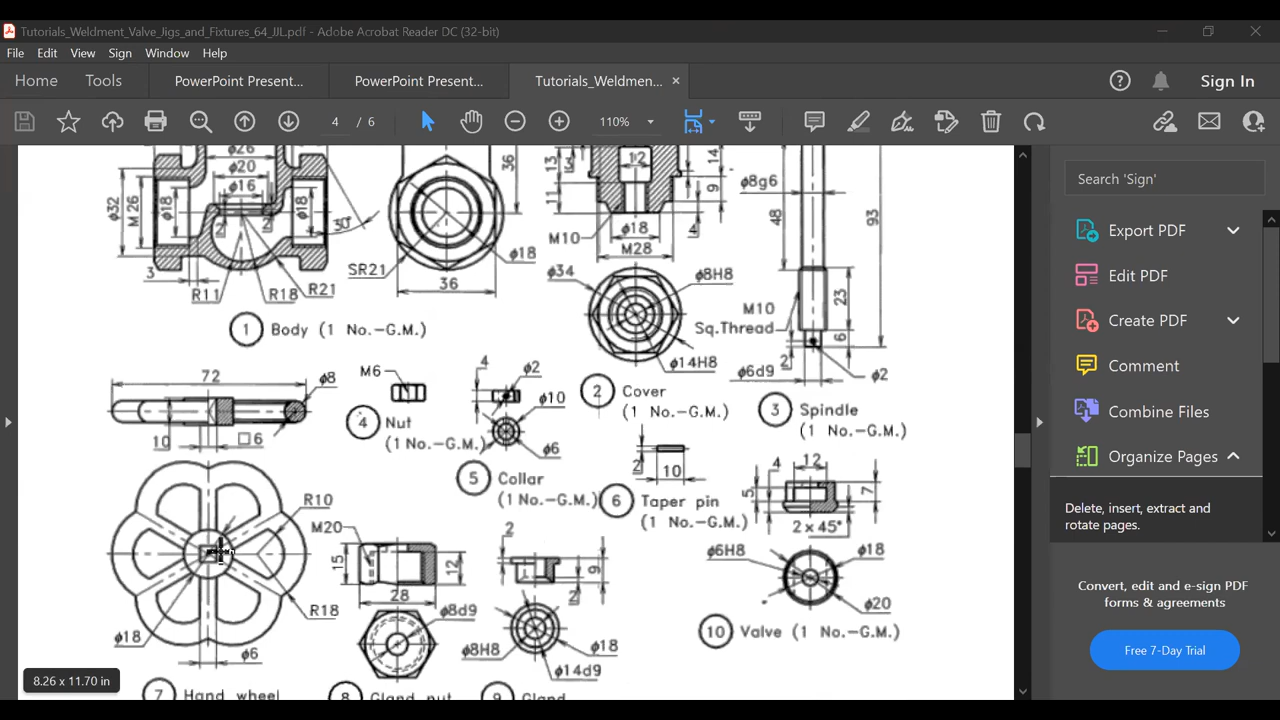 Tutorials_Weldment_Valve_Jigs_and_Fixtures_64_JJL.pdf - Adobe Acrobat Reader DC (32-bit)
File Edit View Sign Window Help
Home Tools PowerPoint Present... PowerPoint Present... Tutorials_Weldmen... × Sign In
4 / 6 110%
Search 'Sign'
Export PDF
Edit PDF
Create PDF
Comment
Combine Files
Organize Pages
Delete, insert, extract and
rotate pages.
Convert, edit and e-sign PDF
forms & agreements
Free 7-Day Trial
ϕ26
ϕ20
ϕ16
ϕ32
M 26
ϕ18
ϕ18
2
2
30°
3
R11
R18
R21
1 Body (1 No.-G.M.)
36
SR21
ϕ18
36
13
11
12
14
9
4
M10
ϕ18
M28
ϕ34
ϕ8H8
ϕ14H8
2 Cover
(1 No.-G.M.)
ϕ8g6
48
93
23
6
M10
Sq.Thread
2
ϕ6d9
ϕ2
3 Spindle
(1 No.-G.M.)
72
ϕ8
10
□6
M6
4 Nut
(1 No.-G.M.)
4
ϕ2
ϕ10
ϕ6
5 Collar
(1 No.-G.M.)
2
10
6 Taper pin
(1 No.-G.M.)
R10
R18
ϕ18
ϕ6
7 Hand wheel
M20
15
12
28
ϕ8d9
8 Gland nut
2
9
2
ϕ8H8
ϕ18
ϕ14d9
9 Gland
4
12
5
7
2 x 45°
ϕ6H8
ϕ18
ϕ20
10 Valve (1 No.-G.M.)
8.26 x 11.70 in